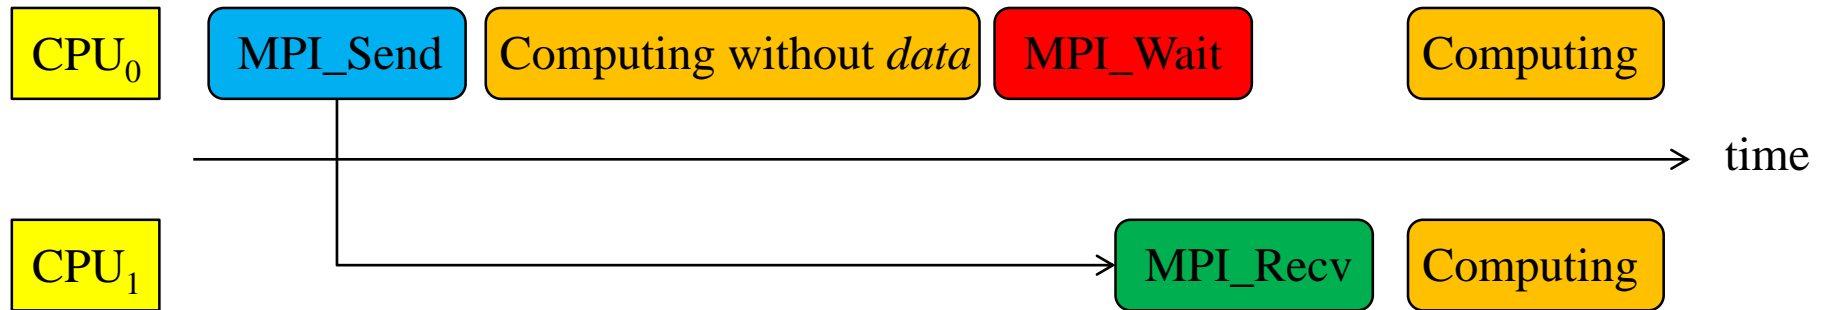 CPU₀ MPI_Send Computing without data MPI_Wait Computing
time
CPU₁ MPI_Recv Computing